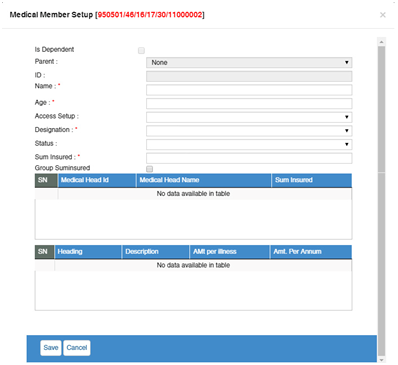 Medical Member Setup [950501/46/16/17/30/11000002] ×
Is Dependent
Parent : None
ID :
Name : *
Age : *
Access Setup :
Designation : *
Status :
Sum Insured : *
Group Suminsured
SN Medical Head Id Medical Head Name Sum Insured
No data available in table
SN Heading Description AMt per illness Amt. Per Annum
No data available in table
Save Cancel